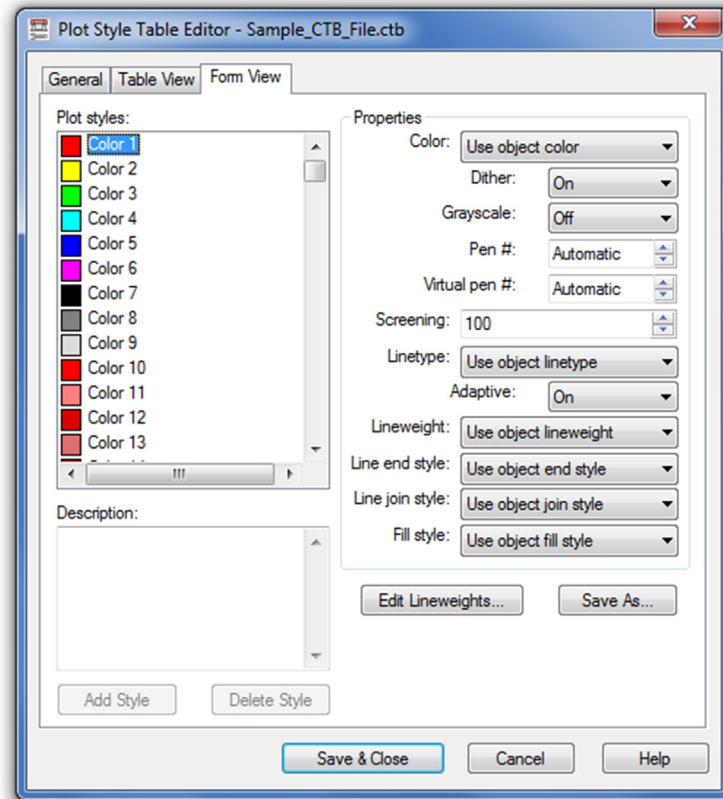 Plot Style Table Editor - Sample_CTB_File.ctb
General
Table View
Form View
Plot styles:
Color 1
Color 2
Color 3
Color 4
Color 5
Color 6
Color 7
Color 8
Color 9
Color 10
Color 11
Color 12
Color 13
Description:
Add Style
Delete Style
Properties
Color: Use object color
Dither: On
Grayscale: Off
Pen #: Automatic
Virtual pen #: Automatic
Screening: 100
Linetype: Use object linetype
Adaptive: On
Lineweight: Use object lineweight
Line end style: Use object end style
Line join style: Use object join style
Fill style: Use object fill style
Edit Lineweights...
Save As...
Save & Close
Cancel
Help